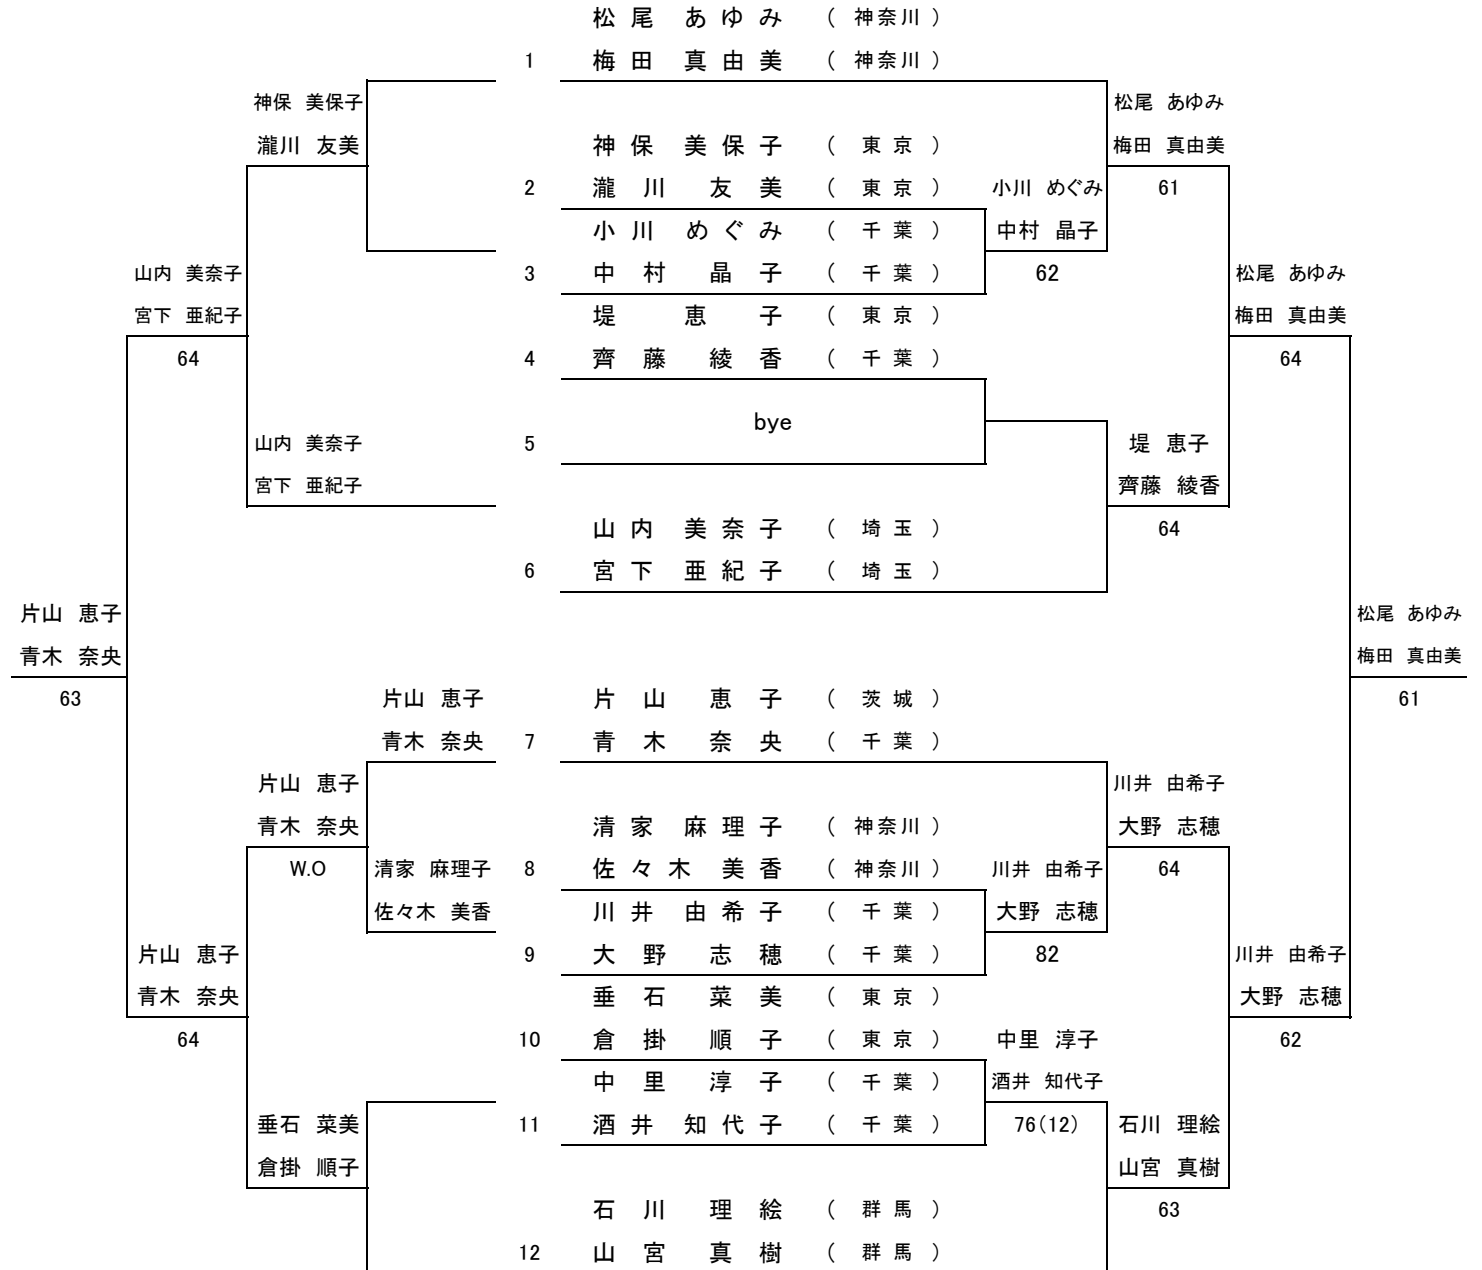 松尾 あゆみ ( 神奈川 )
1 梅田 真由美 ( 神奈川 )
神保 美保子 松尾 あゆみ
瀧川 友美 神保 美保子 ( 東京 ) 梅田 真由美
2 瀧川 友美 ( 東京 ) 小川 めぐみ 61
小川 めぐみ ( 千葉 ) 中村 晶子
山内 美奈子 3 中村 晶子 ( 千葉 ) 62 松尾 あゆみ
宮下 亜紀子 堤 恵子 ( 東京 ) 梅田 真由美
64 4 齊藤 綾香 ( 千葉 ) 64
bye
山内 美奈子 5 堤 恵子
宮下 亜紀子 齊藤 綾香
山内 美奈子 ( 埼玉 ) 64
6 宮下 亜紀子 ( 埼玉 )
片山 恵子 松尾 あゆみ
青木 奈央 梅田 真由美
63 片山 恵子 片山 恵子 ( 茨城 ) 61
青木 奈央 7 青木 奈央 ( 千葉 )
片山 恵子 川井 由希子
青木 奈央 清家 麻理子 ( 神奈川 ) 大野 志穂
W.O 清家 麻理子 8 佐々木 美香 ( 神奈川 ) 川井 由希子 64
佐々木 美香 川井 由希子 ( 千葉 ) 大野 志穂
片山 恵子 9 大野 志穂 ( 千葉 ) 82 川井 由希子
青木 奈央 垂石 菜美 ( 東京 ) 大野 志穂
64 10 倉掛 順子 ( 東京 ) 中里 淳子 62
中里 淳子 ( 千葉 ) 酒井 知代子
垂石 菜美 11 酒井 知代子 ( 千葉 ) 76(12) 石川 理絵
倉掛 順子 山宮 真樹
石川 理絵 ( 群馬 ) 63
12 山宮 真樹 ( 群馬 )